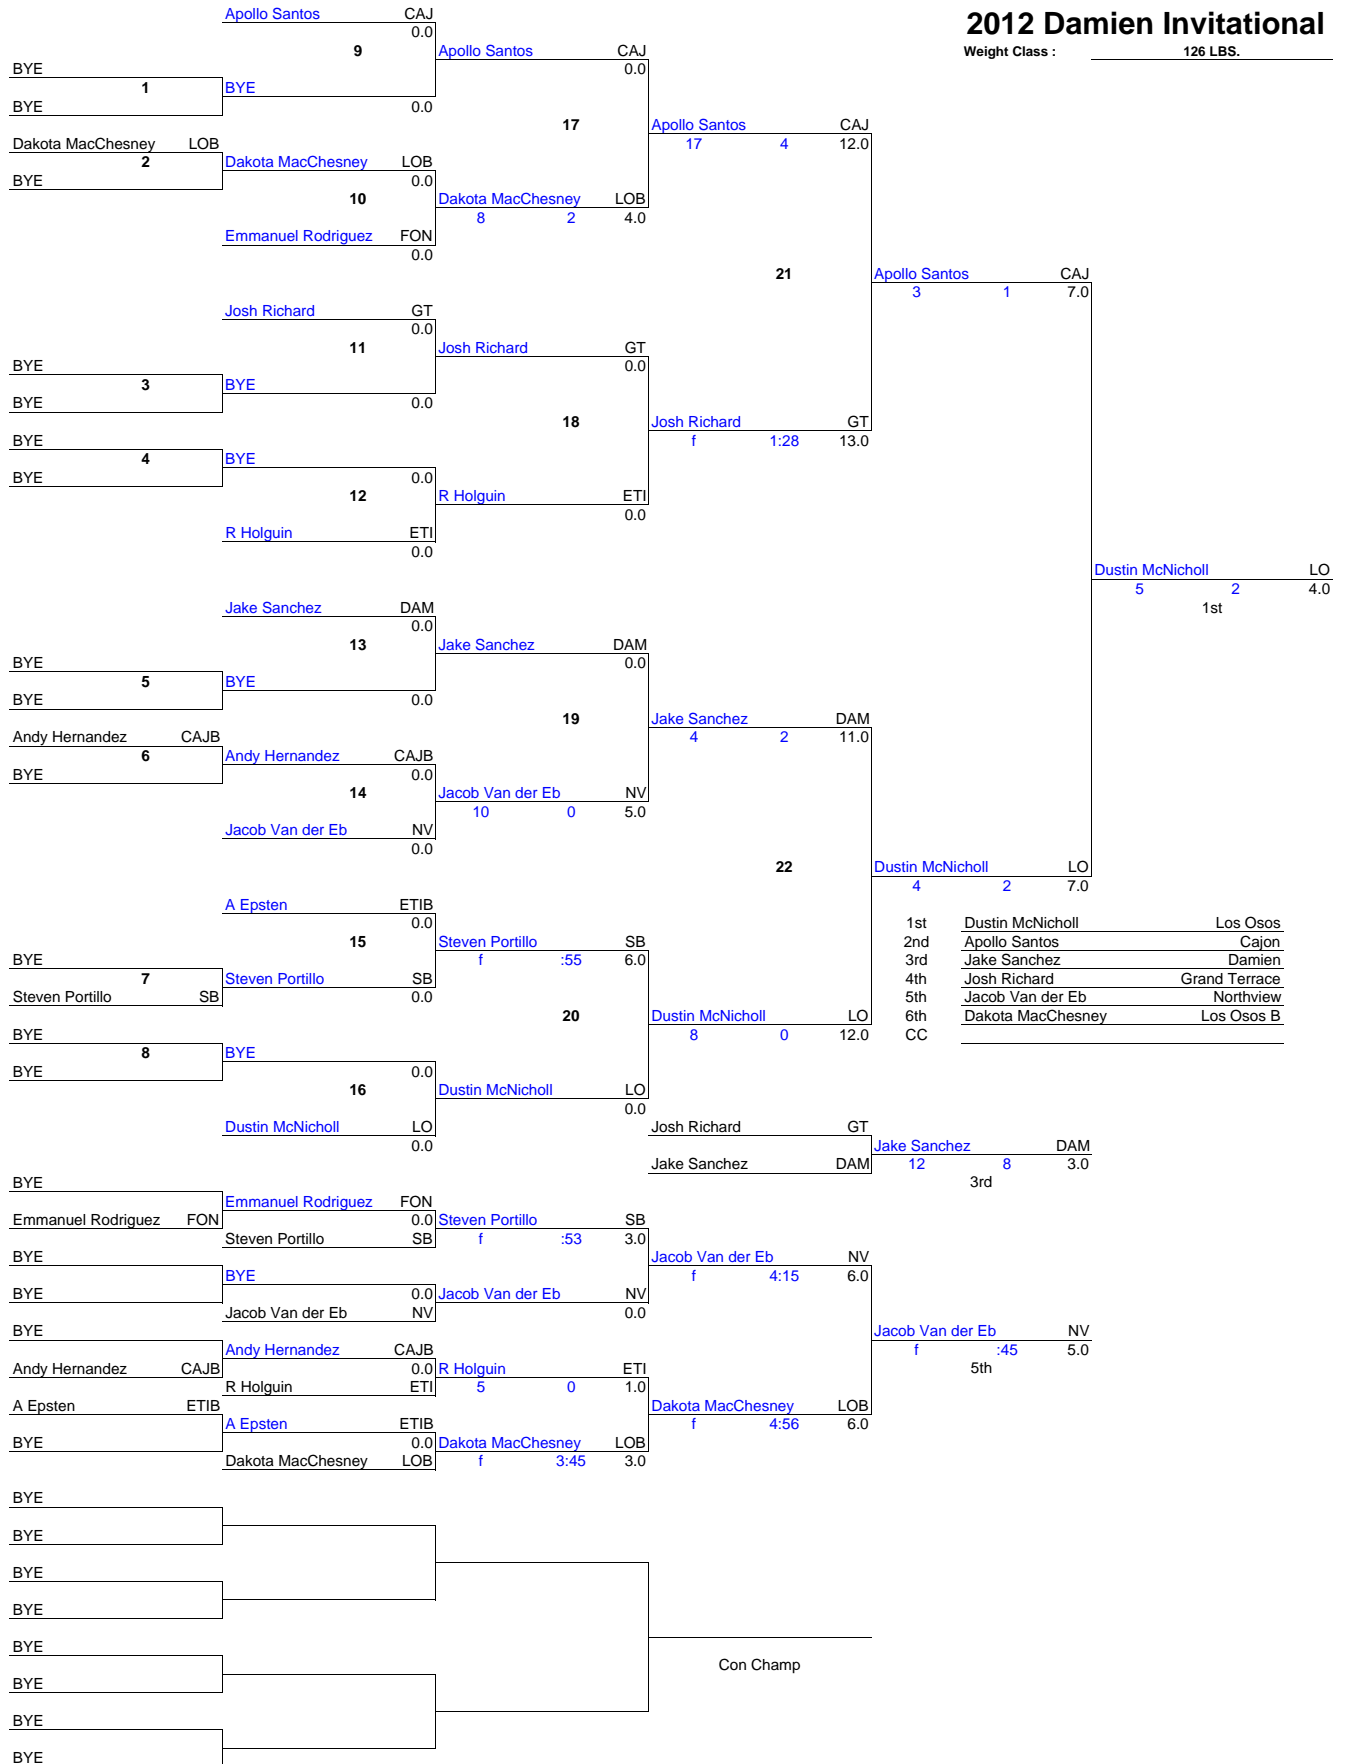 2012 Damien Invitational
Weight Class : 126 LBS.
Apollo Santos CAJ
0.0
9
Apollo Santos CAJ
0.0
BYE
1
BYE
BYE
0.0
17
Apollo Santos CAJ
17 4 12.0
Dakota MacChesney LOB
2
BYE
Dakota MacChesney LOB
0.0
10
Dakota MacChesney LOB
8 2 4.0
Emmanuel Rodriguez FON
0.0
21
Apollo Santos CAJ
3 1 7.0
Josh Richard GT
0.0
11
Josh Richard GT
0.0
BYE
3
BYE
BYE
0.0
18
Josh Richard GT
f 1:28 13.0
BYE
4
BYE
BYE
0.0
12
R Holguin ETI
0.0
R Holguin ETI
0.0
Dustin McNicholl LO
5 2 4.0
1st
Jake Sanchez DAM
0.0
13
Jake Sanchez DAM
0.0
BYE
5
BYE
BYE
0.0
19
Jake Sanchez DAM
4 2 11.0
Andy Hernandez CAJB
6
BYE
Andy Hernandez CAJB
0.0
14
Jacob Van der Eb NV
10 0 5.0
Jacob Van der Eb NV
0.0
22
Dustin McNicholl LO
4 2 7.0
A Epsten ETIB
0.0
15
Steven Portillo SB
f :55 6.0
BYE
7
Steven Portillo SB
Steven Portillo SB
0.0
20
Dustin McNicholl LO
8 0 12.0
BYE
8
BYE
BYE
0.0
16
Dustin McNicholl LO
0.0
Dustin McNicholl LO
0.0
1st Dustin McNicholl Los Osos
2nd Apollo Santos Cajon
3rd Jake Sanchez Damien
4th Josh Richard Grand Terrace
5th Jacob Van der Eb Northview
6th Dakota MacChesney Los Osos B
CC
Josh Richard GT
Jake Sanchez DAM
Jake Sanchez DAM
12 8 3.0
3rd
BYE
Emmanuel Rodriguez FON
Emmanuel Rodriguez FON
0.0
Steven Portillo SB
Steven Portillo SB
f :53 3.0
BYE
BYE
BYE
0.0
Jacob Van der Eb NV
Jacob Van der Eb NV
0.0
Jacob Van der Eb NV
f 4:15 6.0
BYE
Andy Hernandez CAJB
Andy Hernandez CAJB
0.0
R Holguin ETI
R Holguin ETI
5 0 1.0
A Epsten ETIB
BYE
A Epsten ETIB
0.0
Dakota MacChesney LOB
Dakota MacChesney LOB
f 3:45 3.0
Dakota MacChesney LOB
f 4:56 6.0
Jacob Van der Eb NV
f :45 5.0
5th
BYE
BYE
BYE
BYE
BYE
BYE
BYE
BYE
Con Champ